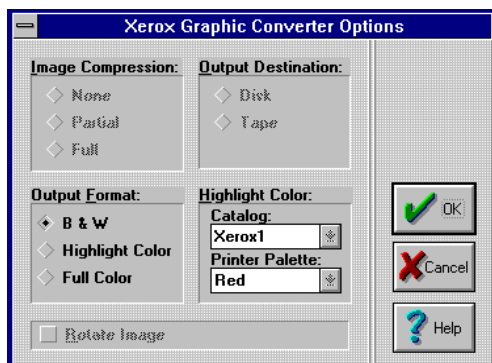 Xerox Graphic Converter Options
Image Compression:
None
Partial
Full
Output Destination:
Disk
Tape
Output Format:
B & W
Highlight Color
Full Color
Highlight Color:
Catalog:
Xerox1
Printer Palette:
Red
Rotate Image
OK
Cancel
Help